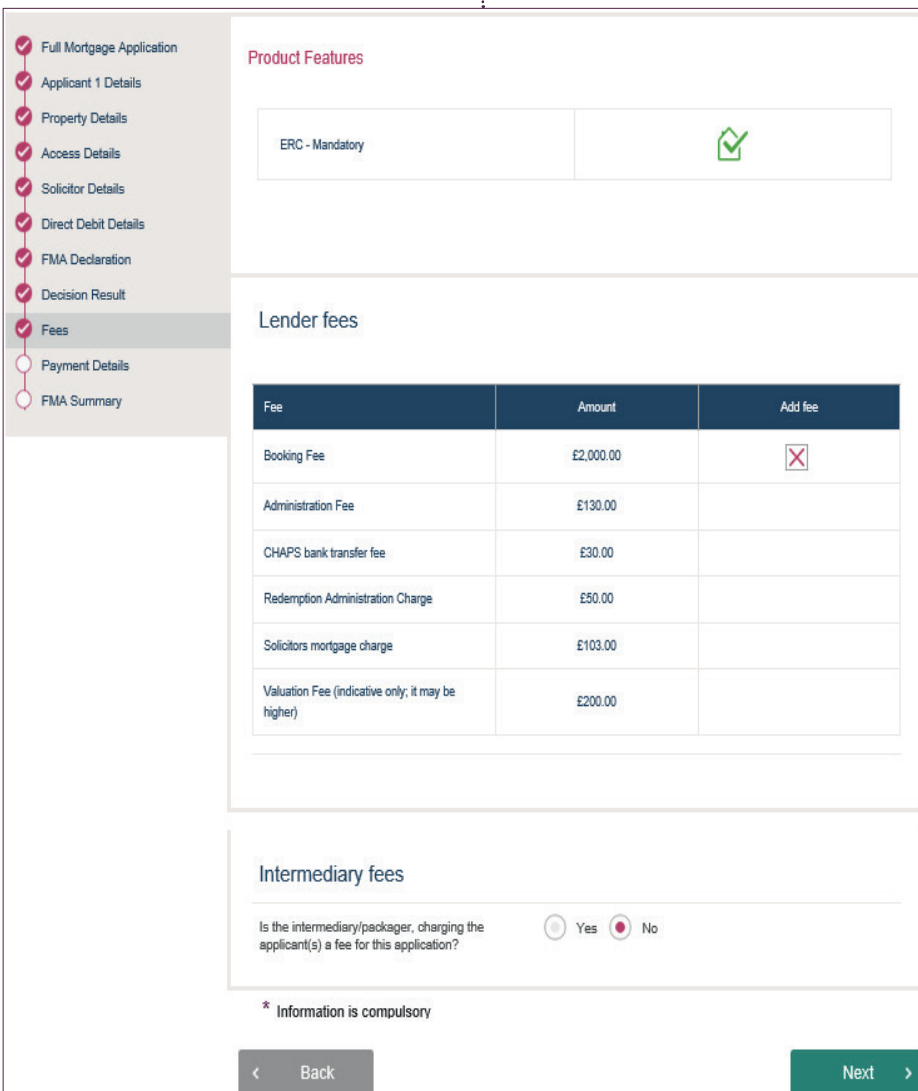 Full Mortgage Application
Applicant 1 Details
Property Details
Access Details
Solicitor Details
Direct Debit Details
FMA Declaration
Decision Result
Fees
Payment Details
FMA Summary
Product Features
ERC - Mandatory
Lender fees
Fee Amount Add fee
Booking Fee £2,000.00
Administration Fee £130.00
CHAPS bank transfer fee £30.00
Redemption Administration Charge £50.00
Solicitors mortgage charge £103.00
Valuation Fee (indicative only; it may be
higher) £200.00
Intermediary fees
Is the intermediary/packager, charging the
applicant(s) a fee for this application? Yes No
* Information is compulsory
‹ Back
Next ›